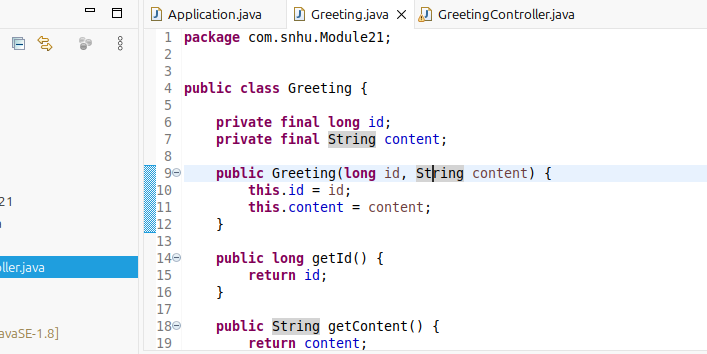 Application.java
Greeting.java
GreetingController.java
1 package com.snhu.Module21;
2
3
4 public class Greeting {
5
6     private final long id;
7     private final String content;
8
9     public Greeting(long id, String content) {
10         this.id = id;
11         this.content = content;
12     }
13
14     public long getId() {
15         return id;
16     }
17
18     public String getContent() {
19         return content;
21
ller.java
vaSE-1.8]